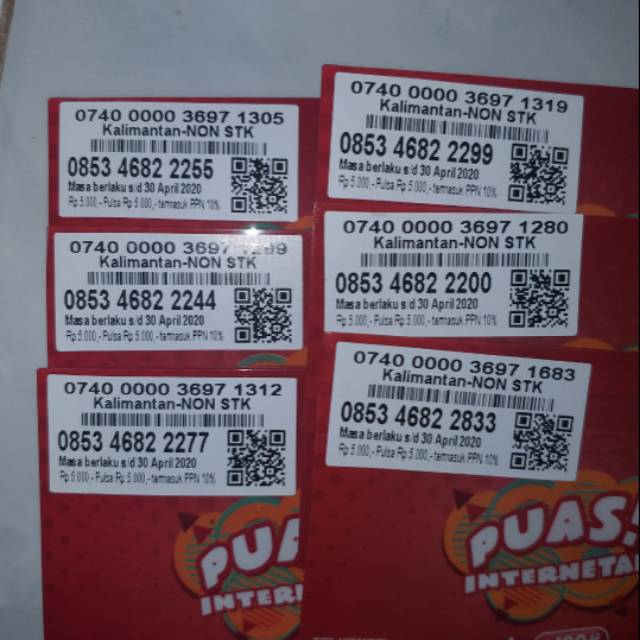 0740 0000 3697 1305
Kalimantan-NON STK
0853 4682 2255
Masa berlaku s/d 30 April 2020
Rp 5.000,- Pulsa Rp 5.000,- termasuk PPN 10%
0740 0000 3697
Kalimantan-NON STK
0853 4682 2244
Masa berlaku s/d 30 April 2020
Rp 5.000,- Pulsa Rp 5.000,- termasuk PPN 10%
0740 0000 3697 1312
Kalimantan-NON STK
0853 4682 2277
Masa berlaku s/d 30 April 2020
Rp 5.000,- Pulsa Rp 5.000,- termasuk PPN 10%
PUA
INTERN
0740 0000 3697 1319
Kalimantan-NON STK
0853 4682 2299
Masa berlaku s/d 30 April 2020
Rp 5.000,- Pulsa Rp 5.000,- termasuk PPN 10%
0740 0000 3697 1280
Kalimantan-NON STK
0853 4682 2200
Masa berlaku s/d 30 April 2020
Rp 5.000,- Pulsa Rp 5.000,- termasuk PPN 10%
0740 0000 3697 1683
Kalimantan-NON STK
0853 4682 2833
Masa berlaku s/d 30 April 2020
Rp 5.000,- Pulsa Rp 5.000,- termasuk PPN 10%
PUAS!
INTERNETA